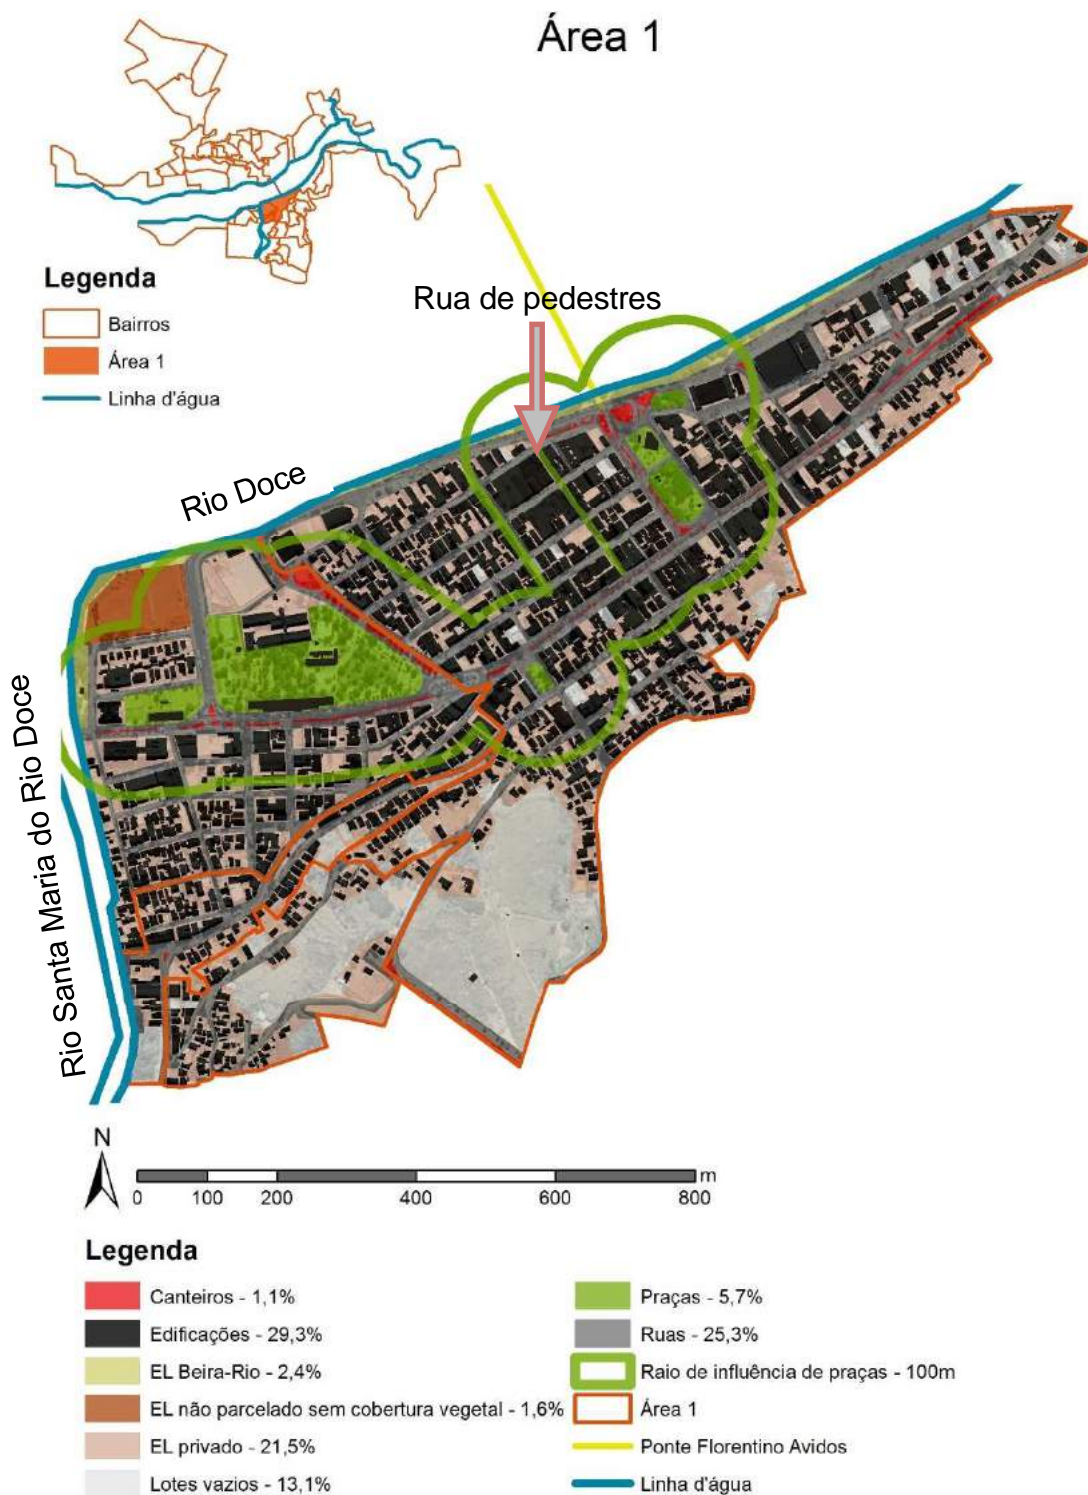 Área 1
Legenda
Bairros
Área 1
Linha d'água
Rua de pedestres
Rio Doce
Rio Santa Maria do Rio Doce
N
0 100 200 400 600 800 m
Legenda
Canteiros - 1,1%
Edificações - 29,3%
EL Beira-Rio - 2,4%
EL não parcelado sem cobertura vegetal - 1,6%
EL privado - 21,5%
Lotes vazios - 13,1%
Praças - 5,7%
Ruas - 25,3%
Raio de influência de praças - 100m
Área 1
Ponte Florentino Avidos
Linha d'água